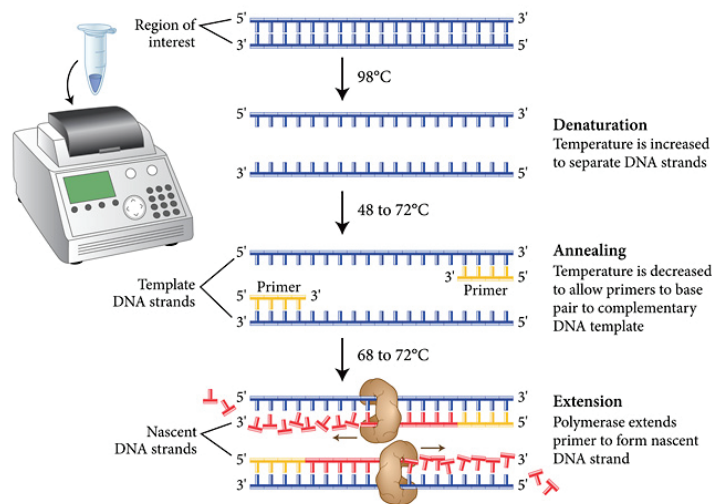 Region of
interest
5'
3'
3'
5'
98°C
5'
3'
3'
5'
Denaturation
Temperature is increased
to separate DNA strands
48 to 72°C
5'
3'
3'
5'
Primer
Template
DNA strands
Primer
5'
3'
3'
5'
Annealing
Temperature is decreased
to allow primers to base
pair to complementary
DNA template
68 to 72°C
5'
3'
3'
5'
Nascent
DNA strands
5'
3'
3'
5'
Extension
Polymerase extends
primer to form nascent
DNA strand